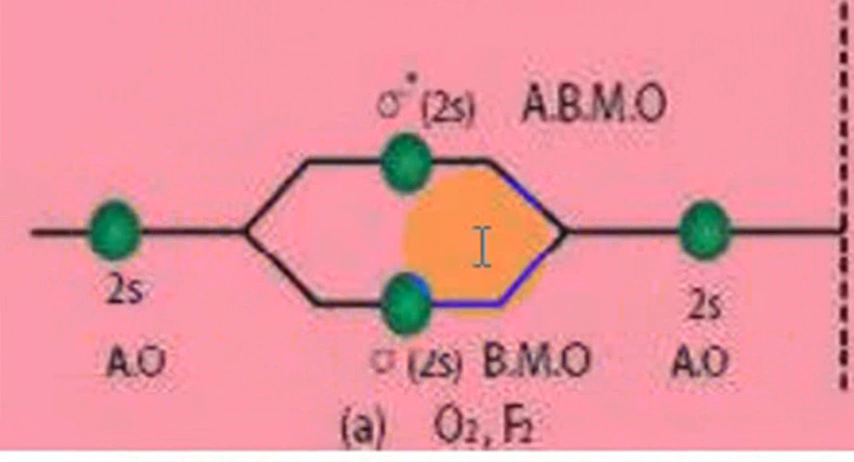 σ* (2s) A.B.M.O
2s 2s
A.O σ (2s) B.M.O A.O
(a) O₂, F₂